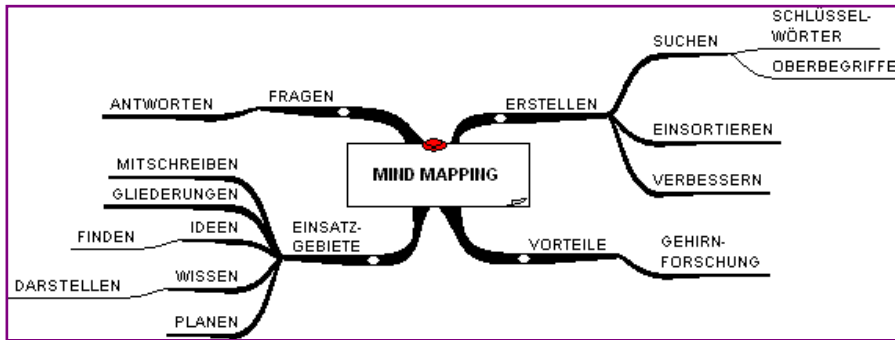 MIND MAPPING
FRAGEN
ANTWORTEN
ERSTELLEN
SUCHEN
SCHLÜSSEL-
WÖRTER
OBERBEGRIFFE
EINSORTIEREN
VERBESSERN
VORTEILE
GEHIRN-
FORSCHUNG
EINSATZ-
GEBIETE
MITSCHREIBEN
GLIEDERUNGEN
IDEEN
FINDEN
WISSEN
DARSTELLEN
PLANEN